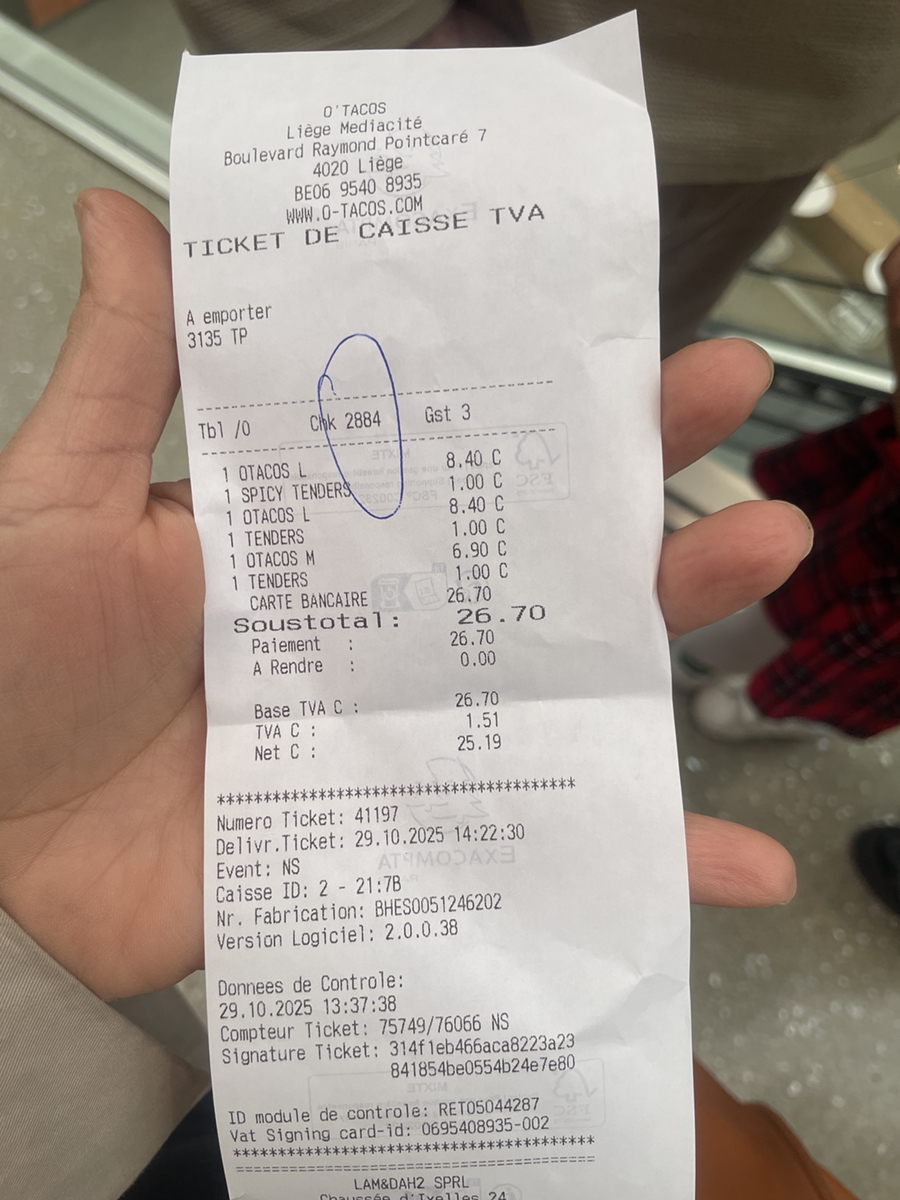 O'TACOS
Liège Mediacité
Boulevard Raymond Pointcaré 7
4020 Liège
BE06 9540 8935
WWW.O-TACOS.COM
TICKET DE CAISSE TVA
A emporter
3135 TP
Tbl /0 Chk 2884 Gst 3
1 OTACOS L 8.40 C
1 SPICY TENDERS 1.00 C
1 OTACOS L 8.40 C
1 TENDERS 1.00 C
1 OTACOS M 6.90 C
1 TENDERS 1.00 C
CARTE BANCAIRE 26.70
Soustotal: 26.70
Paiement : 26.70
A Rendre : 0.00
Base TVA C : 26.70
TVA C : 1.51
Net C : 25.19
***************************************
Numero Ticket: 41197
Delivr.Ticket: 29.10.2025 14:22:30
Event: NS
Caisse ID: 2 - 21:7B
Nr. Fabrication: BHES0051246202
Version Logiciel: 2.0.0.38
Donnees de Controle:
29.10.2025 13:37:38
Compteur Ticket: 75749/76066 NS
Signature Ticket: 314f1eb466aca8223a23
841854be0554b24e7e80
ID module de controle: RET05044287
Vat Signing card-id: 0695408935-002
***************************************
=======================================
LAM&DAH2 SPRL
Chaussée d'Ixelles 24